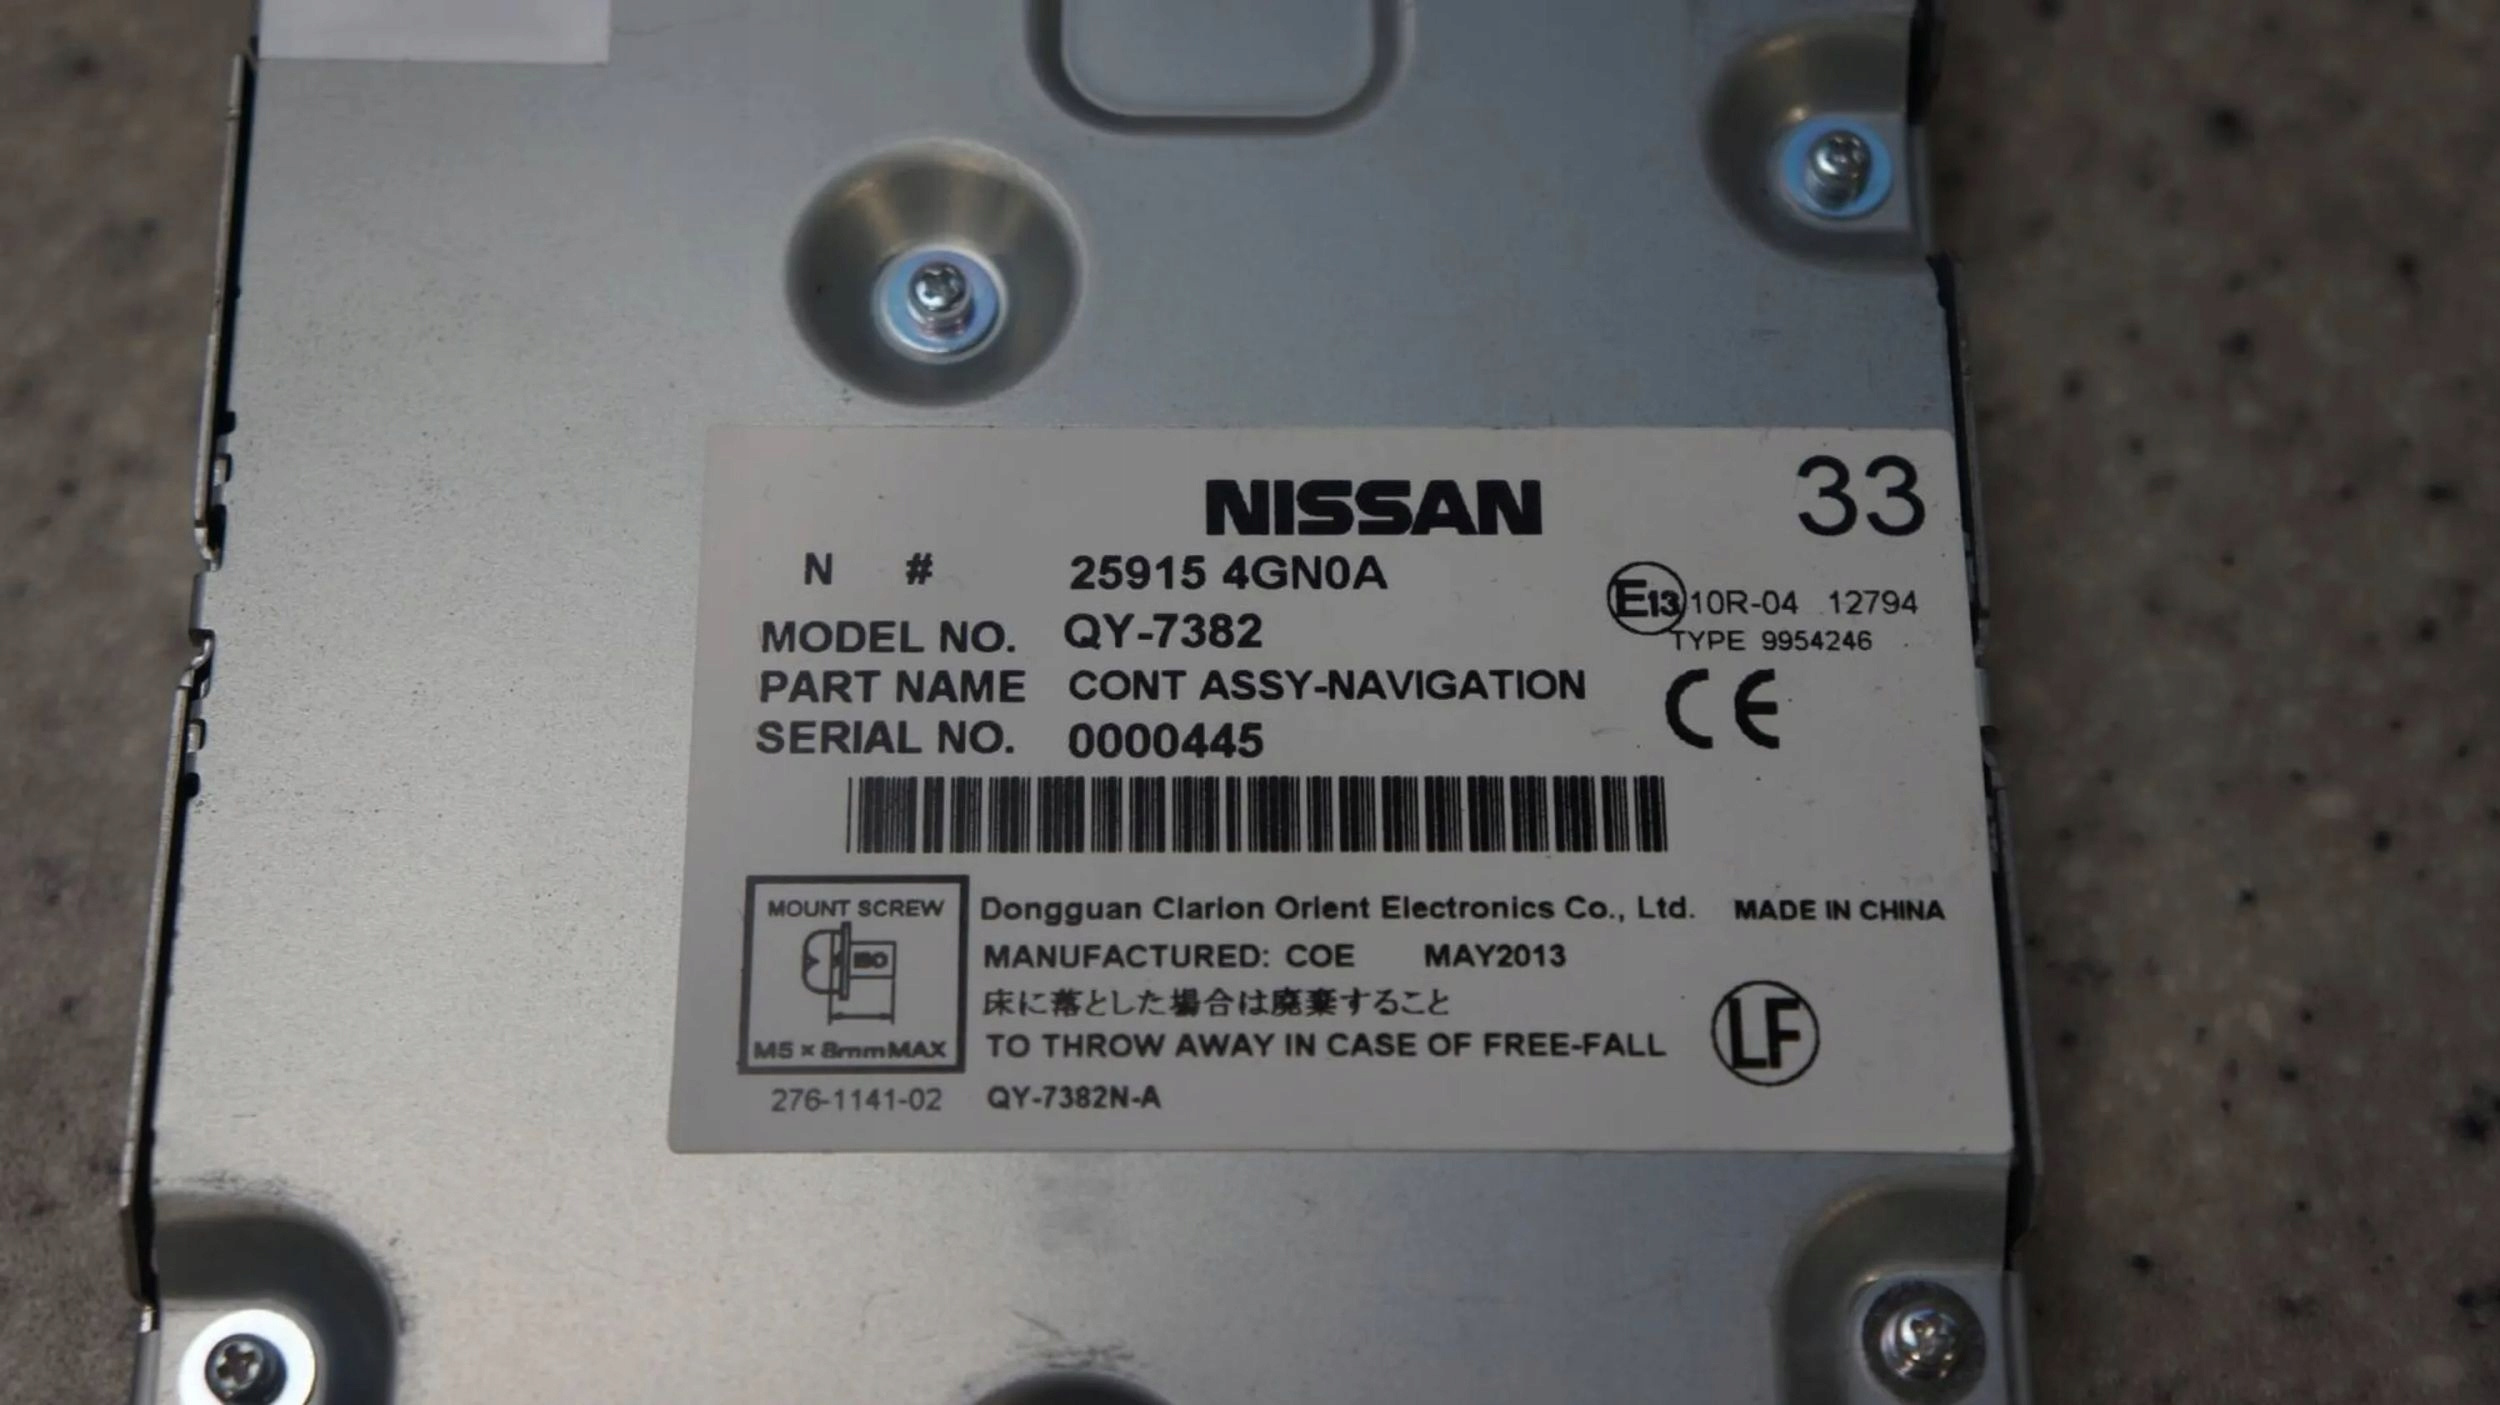 NISSAN 33
N # 25915 4GN0A
MODEL NO. QY-7382
E13 10R-04 12794
TYPE 9954246
PART NAME CONT ASSY-NAVIGATION
CE
SERIAL NO. 0000445
MOUNT SCREW
ISO
M5 × 8mm MAX
Dongguan Clarion Orient Electronics Co., Ltd. MADE IN CHINA
MANUFACTURED: COE MAY2013
床に落とした場合は廃棄すること
TO THROW AWAY IN CASE OF FREE-FALL
LF
276-1141-02 QY-7382N-A